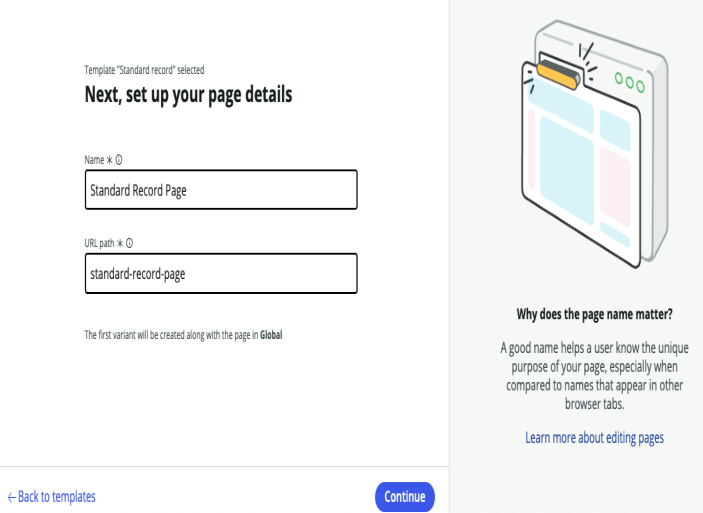 Template "Standard record" selected
Next, set up your page details
Name *
Standard Record Page
URL path *
standard-record-page
The first variant will be created along with the page in Global
← Back to templates
Continue
Why does the page name matter?
A good name helps a user know the unique
purpose of your page, especially when
compared to names that appear in other
browser tabs.
Learn more about editing pages